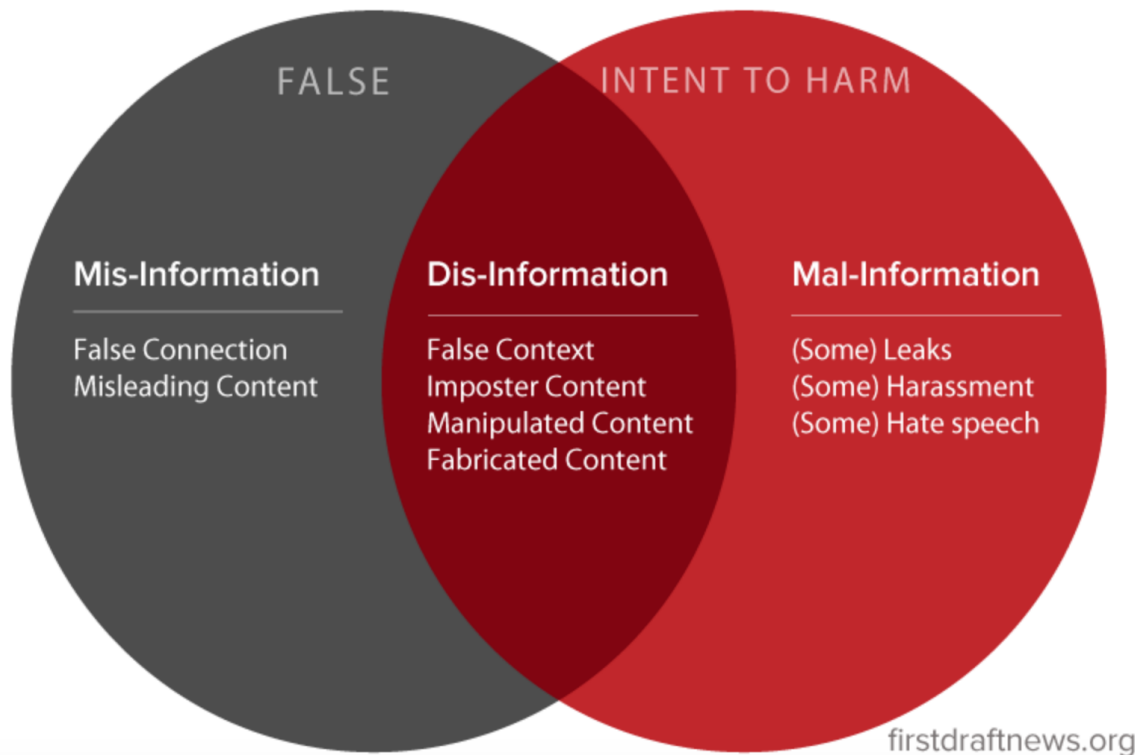 FALSE
INTENT TO HARM
Mis-Information
False Connection
Misleading Content
Dis-Information
False Context
Imposter Content
Manipulated Content
Fabricated Content
Mal-Information
(Some) Leaks
(Some) Harassment
(Some) Hate speech
firstdraftnews.org